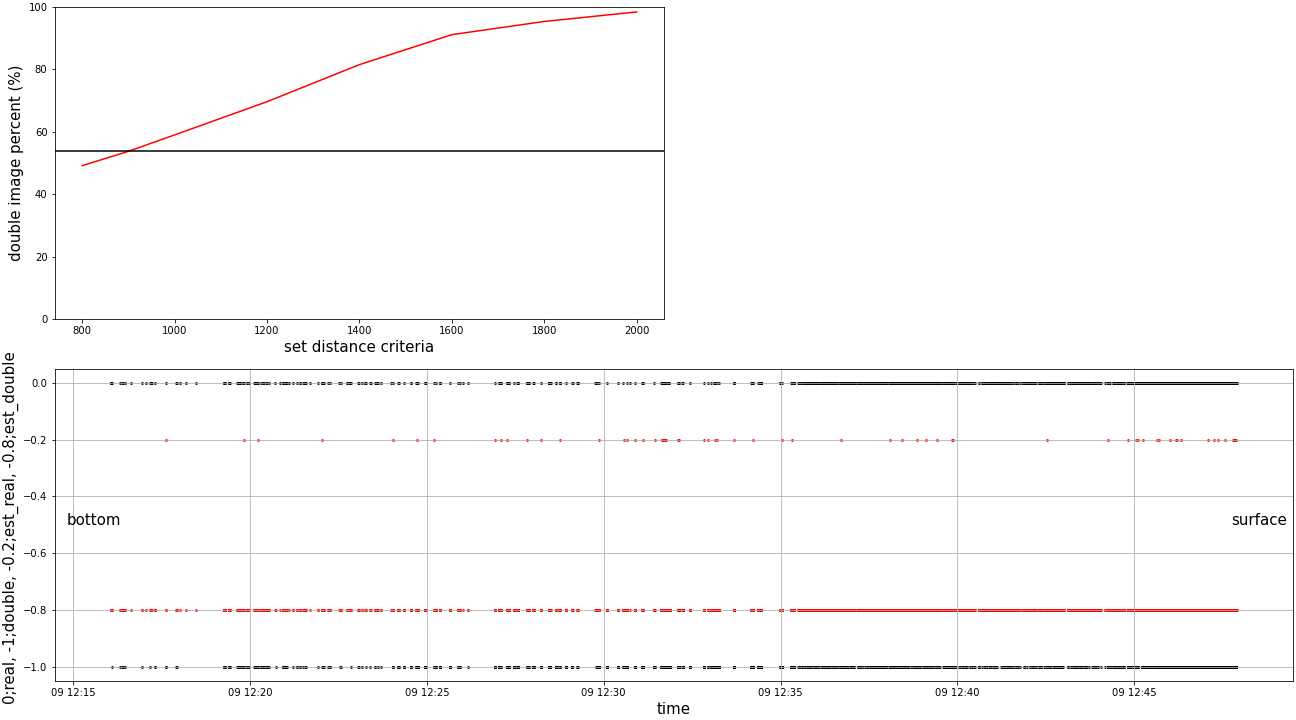 100
80
60
40
20
0
double image percent (%)
800 1000 1200 1400 1600 1800 2000
set distance criteria
0.0
−0.2
−0.4
−0.6
−0.8
−1.0
0;real, -1;double, -0.2;est_real, -0.8;est_double
bottom surface
09 12:15 09 12:20 09 12:25 09 12:30 09 12:35 09 12:40 09 12:45
time